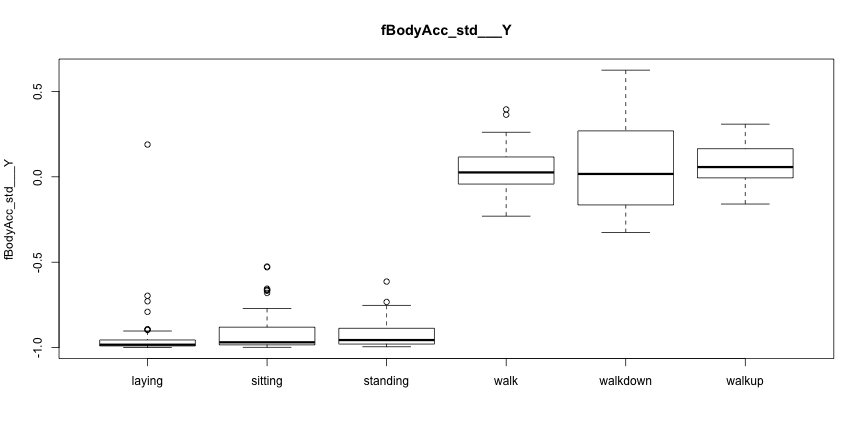 fBodyAcc_std___Y
fBodyAcc_std___Y
0.5
0.0
-0.5
-1.0
laying sitting standing walk walkdown walkup